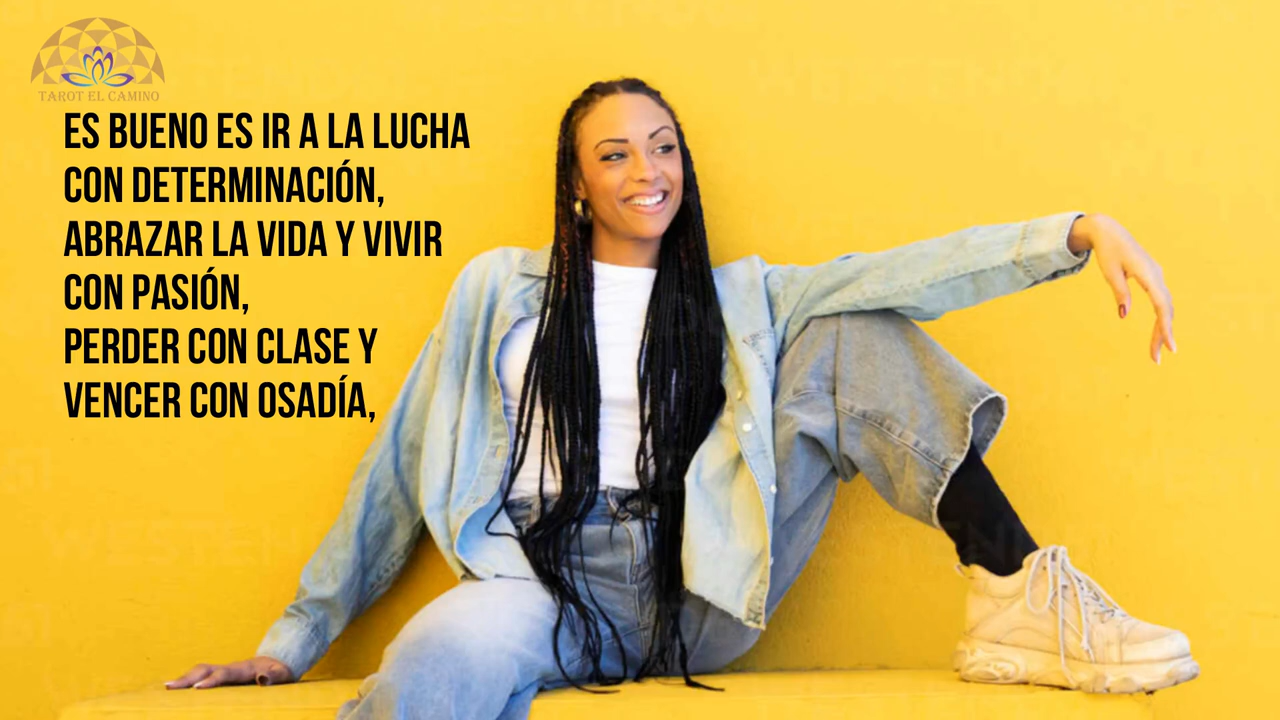 TAROT EL CAMINO
ES BUENO ES IR A LA LUCHA
CON DETERMINACIÓN,
ABRAZAR LA VIDA Y VIVIR
CON PASIÓN,
PERDER CON CLASE Y
VENCER CON OSADÍA,